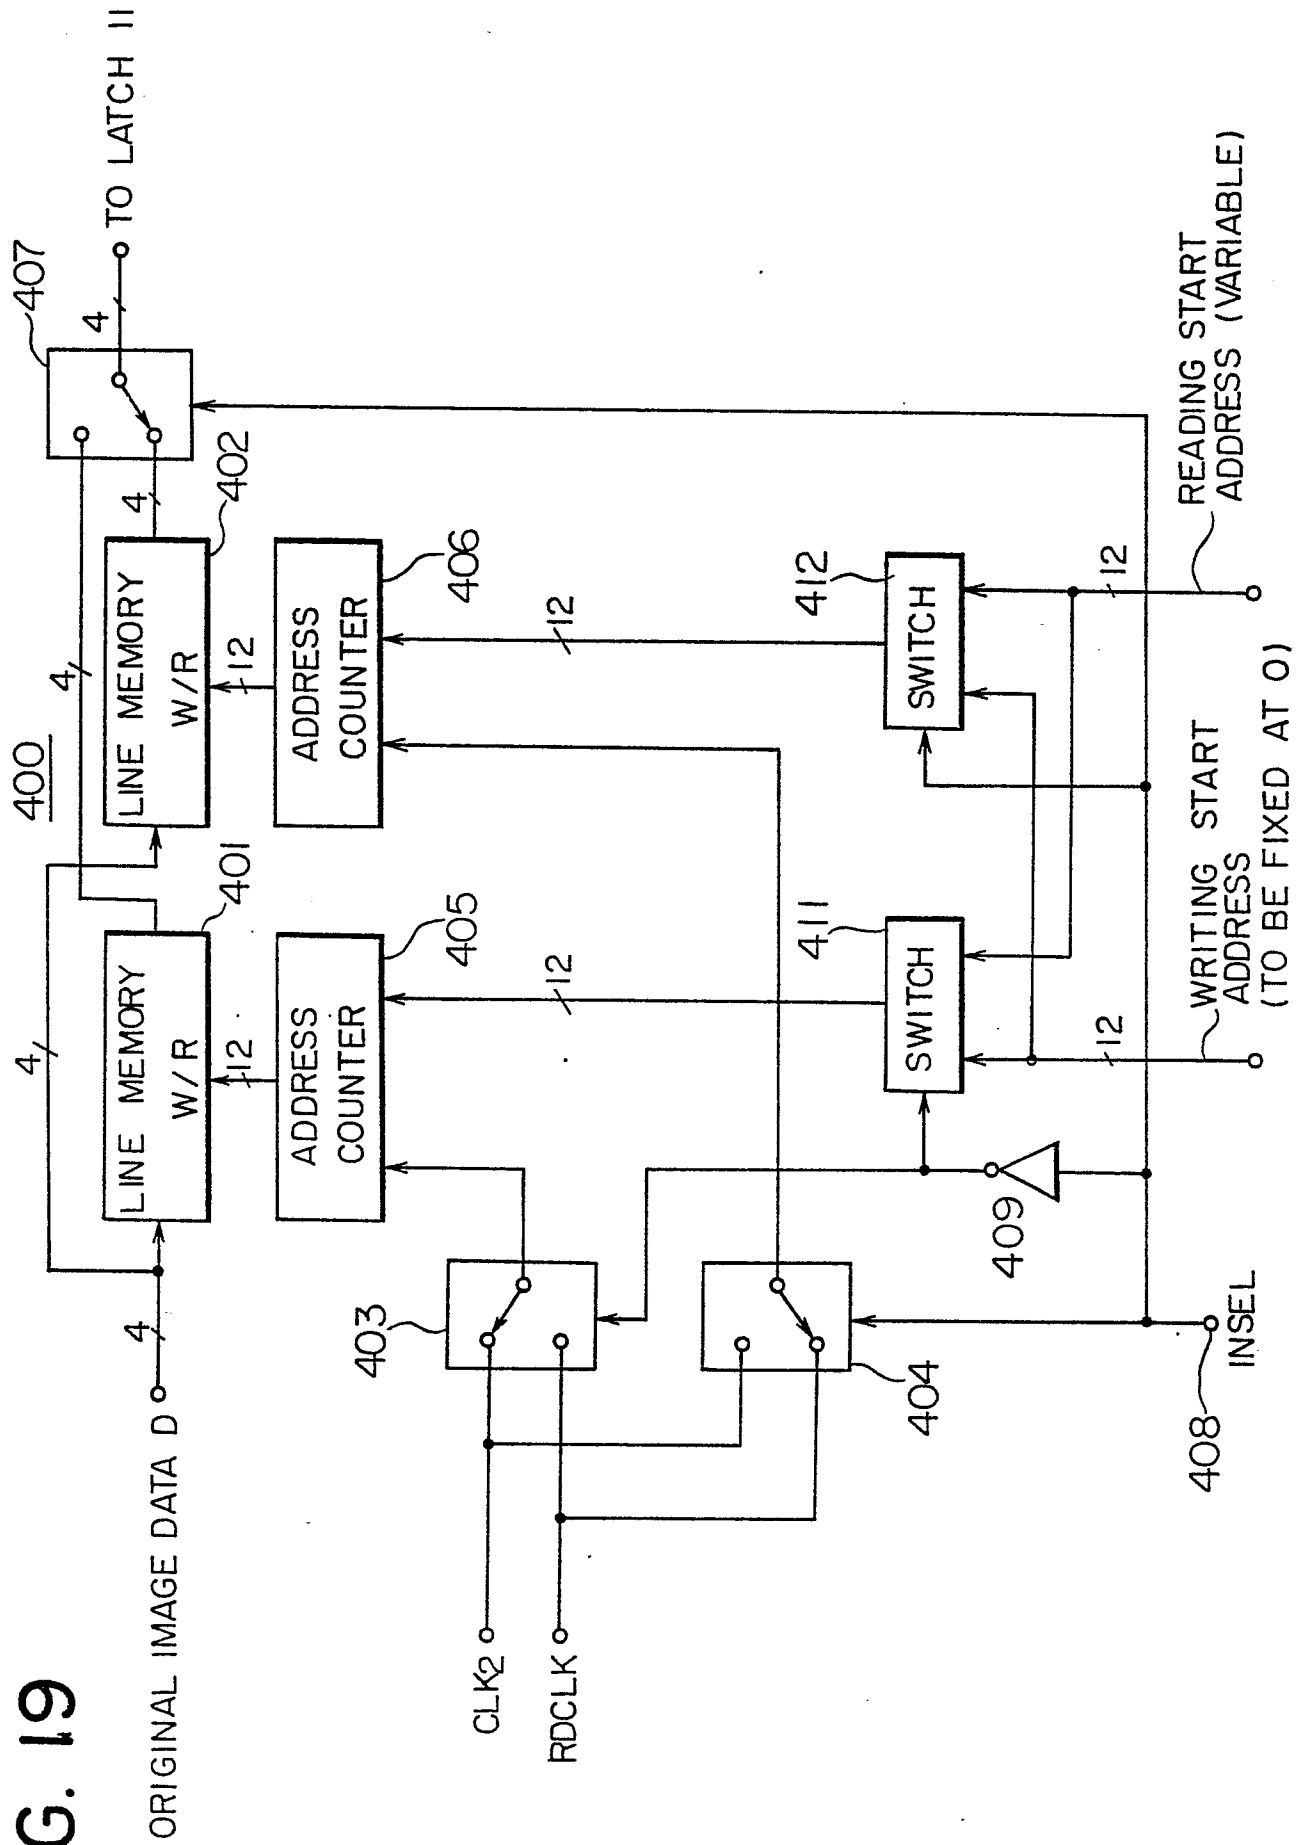 G. 19
400
407
TO LATCH 11
4
4
4
4
4
ORIGINAL IMAGE DATA D
LINE MEMORY
W/R
401
LINE MEMORY
W/R
402
12
12
ADDRESS
COUNTER
405
ADDRESS
COUNTER
406
403
12
12
CLK2
RDCLK
404
411
SWITCH
412
SWITCH
409
12
12
408
INSEL
WRITING START
ADDRESS
(TO BE FIXED AT 0)
READING START
ADDRESS (VARIABLE)